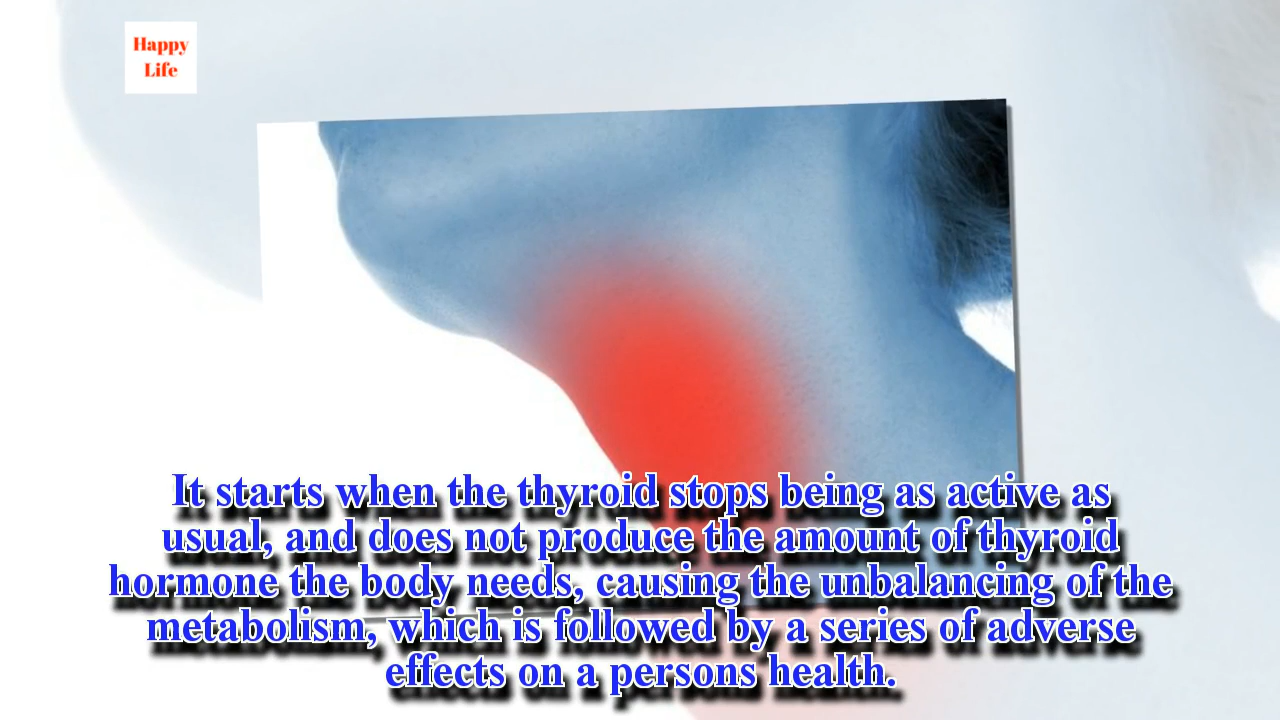 Happy
Life
It starts when the thyroid stops being as active as
usual, and does not produce the amount of thyroid
hormone the body needs, causing the unbalancing of the
metabolism, which is followed by a series of adverse
effects on a persons health.